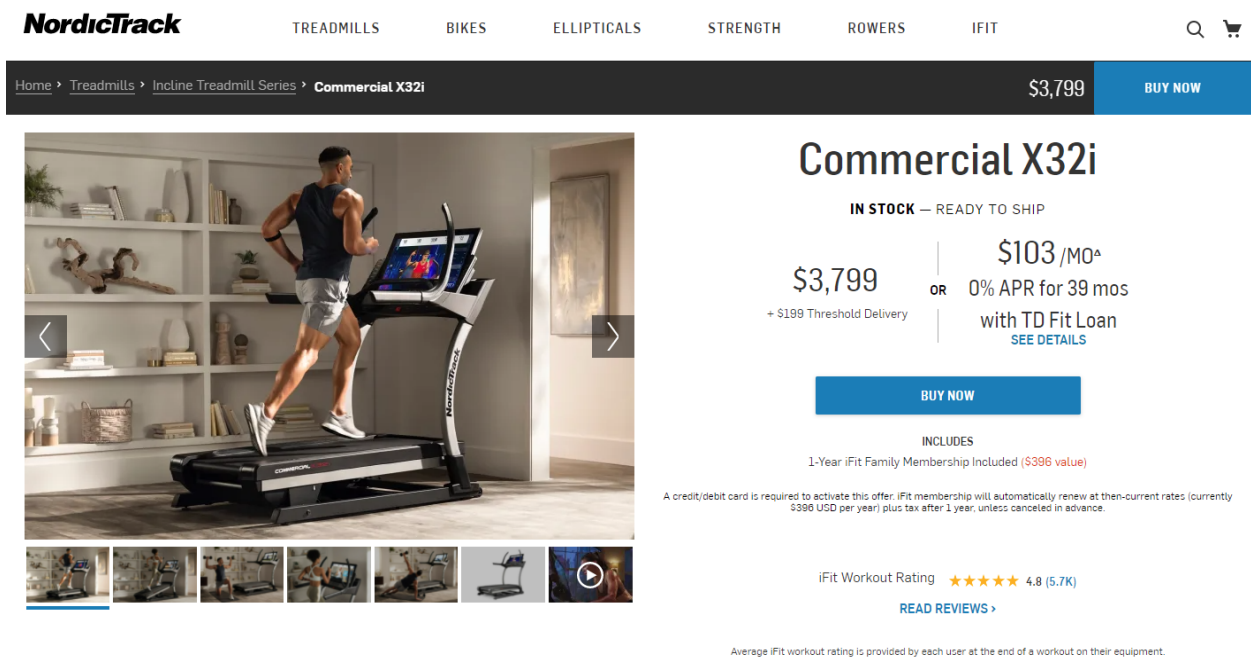 NordicTrack
TREADMILLS
BIKES
ELLIPTICALS
STRENGTH
ROWERS
IFIT
Home › Treadmills › Incline Treadmill Series › Commercial X32i
$3,799
BUY NOW
Commercial X32i
IN STOCK — READY TO SHIP
$3,799
+ $199 Threshold Delivery
OR
$103 /MO∆
0% APR for 39 mos
with TD Fit Loan
SEE DETAILS
BUY NOW
INCLUDES
1-Year iFit Family Membership Included ($396 value)
A credit/debit card is required to activate this offer. iFit membership will automatically renew at then-current rates (currently
$396 USD per year) plus tax after 1 year, unless canceled in advance.
iFit Workout Rating 4.8 (5.7K)
READ REVIEWS ›
Average iFit workout rating is provided by each user at the end of a workout on their equipment.
NordicTrack
COMMERCIAL